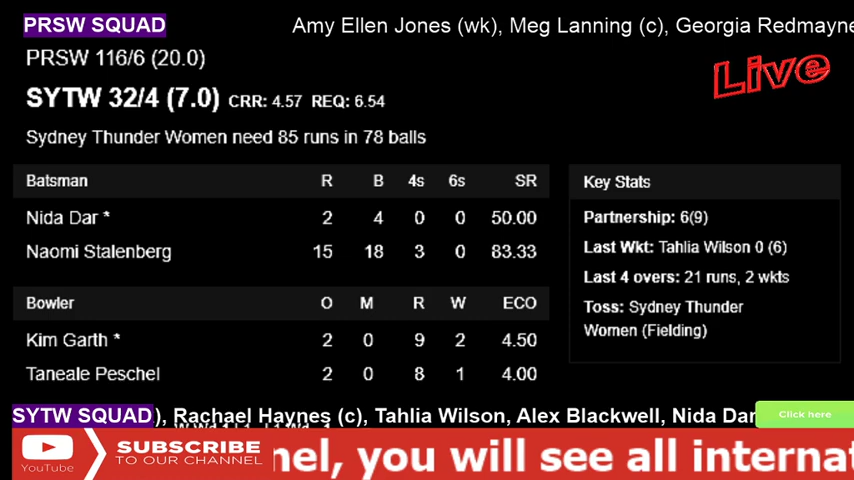 PRSW SQUAD Amy Ellen Jones (wk), Meg Lanning (c), Georgia Redmayne
PRSW 116/6 (20.0)
Live
SYTW 32/4 (7.0) CRR: 4.57 REQ: 6.54
Sydney Thunder Women need 85 runs in 78 balls
Batsman R B 4s 6s SR
Nida Dar * 2 4 0 0 50.00
Naomi Stalenberg 15 18 3 0 83.33
Bowler O M R W ECO
Kim Garth * 2 0 9 2 4.50
Taneale Peschel 2 0 8 1 4.00
Key Stats
Partnership: 6(9)
Last Wkt: Tahlia Wilson 0 (6)
Last 4 overs: 21 runs, 2 wkts
Toss: Sydney Thunder
Women (Fielding)
SYTW SQUAD ), Rachael Haynes (c), Tahlia Wilson, Alex Blackwell, Nida Dar
Click here
YouTube
SUBSCRIBE
TO OUR CHANNEL
nel, you will see all internat